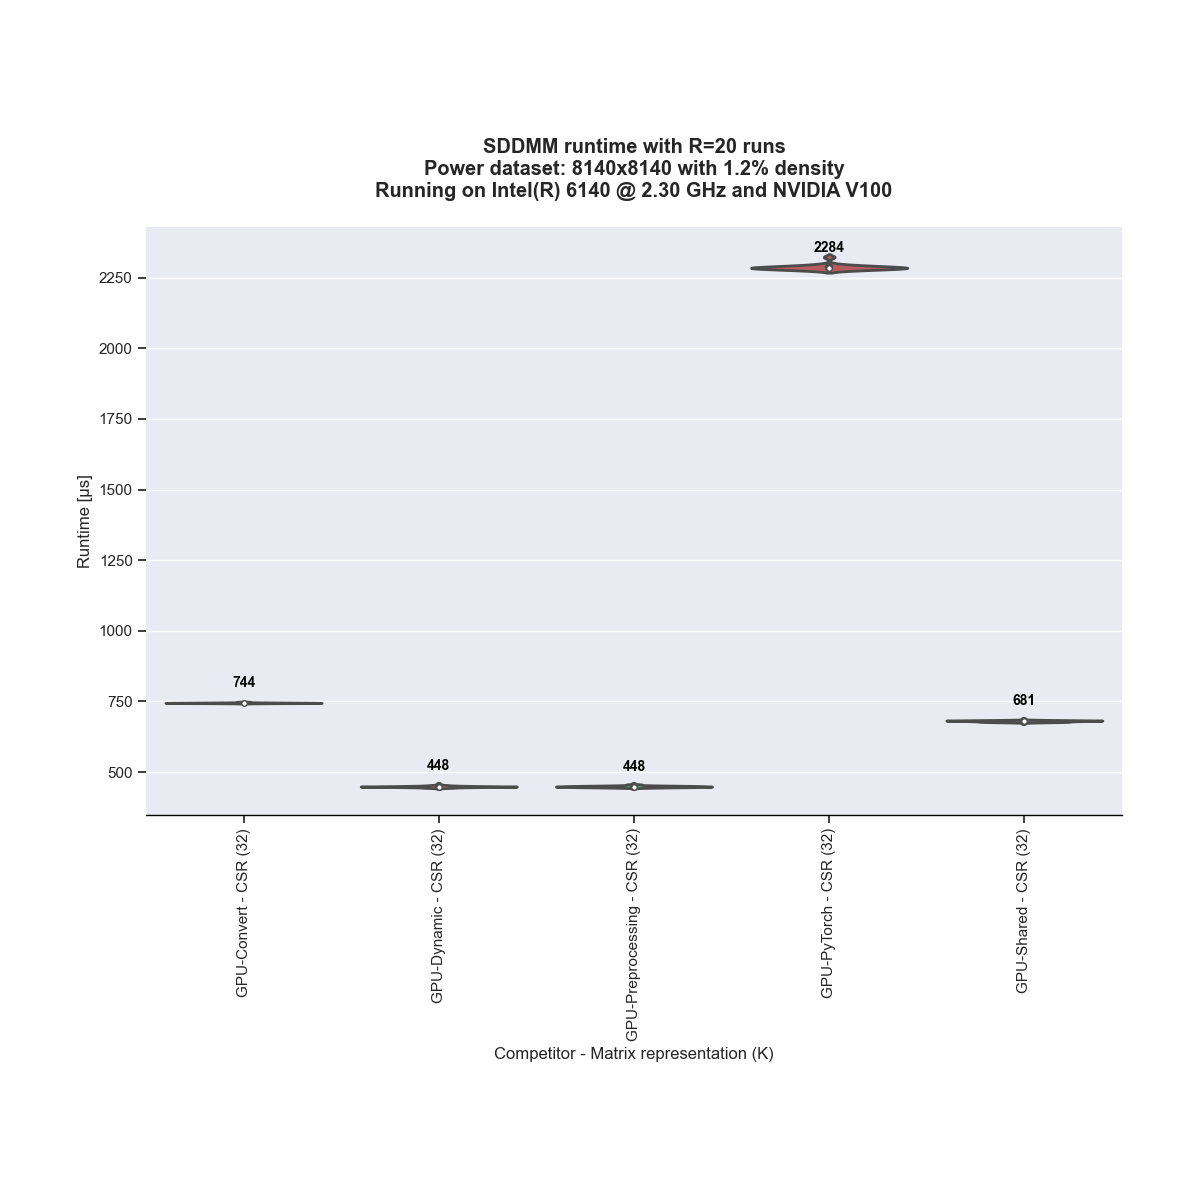 SDDMM runtime with R=20 runs
Power dataset: 8140x8140 with 1.2% density
Running on Intel(R) 6140 @ 2.30 GHz and NVIDIA V100
2284
2250
2000
1750
1500
Runtime [µs]
1250
1000
744
750
681
448
448
500
GPU-Convert - CSR (32)
GPU-Dynamic - CSR (32)
GPU-Preprocessing - CSR (32)
GPU-PyTorch - CSR (32)
GPU-Shared - CSR (32)
Competitor - Matrix representation (K)